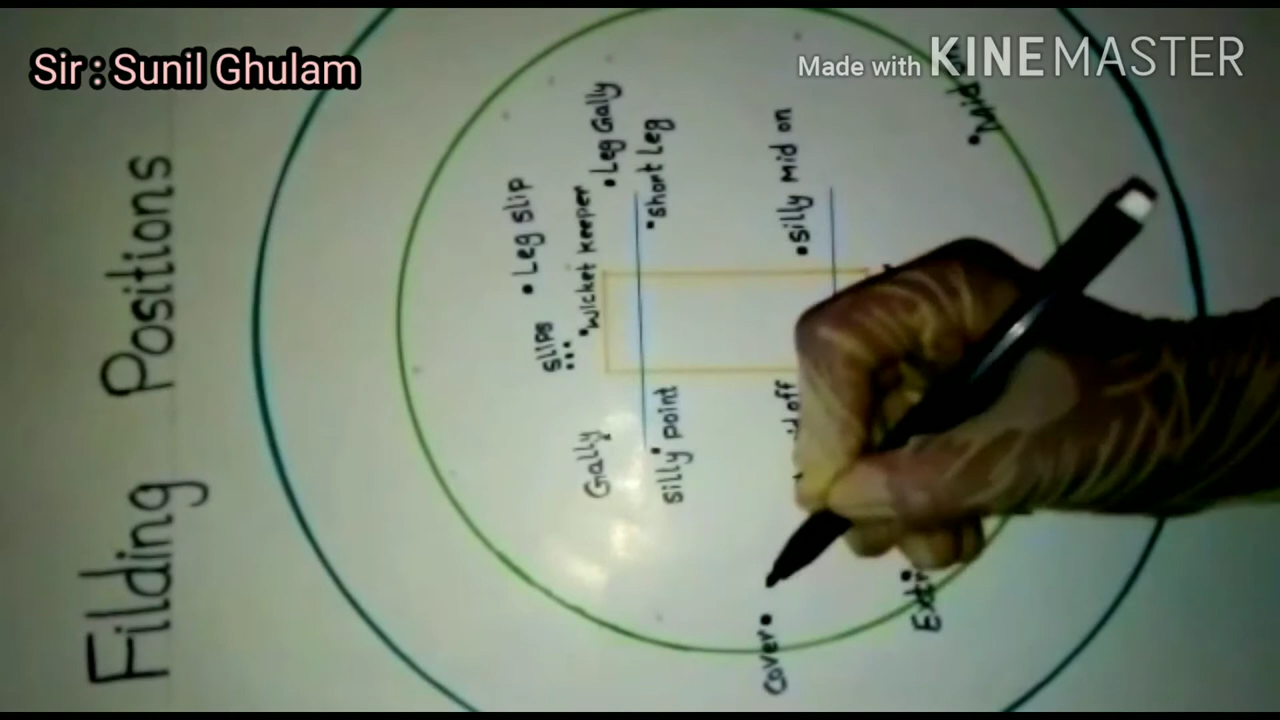 Sir : Sunil Ghulam
Made with KINEMASTER
Filding Positions
Leg slip
slips
Wicket Keeper
Leg Gally
short Leg
Gally
silly point
silly Mid on
Cover